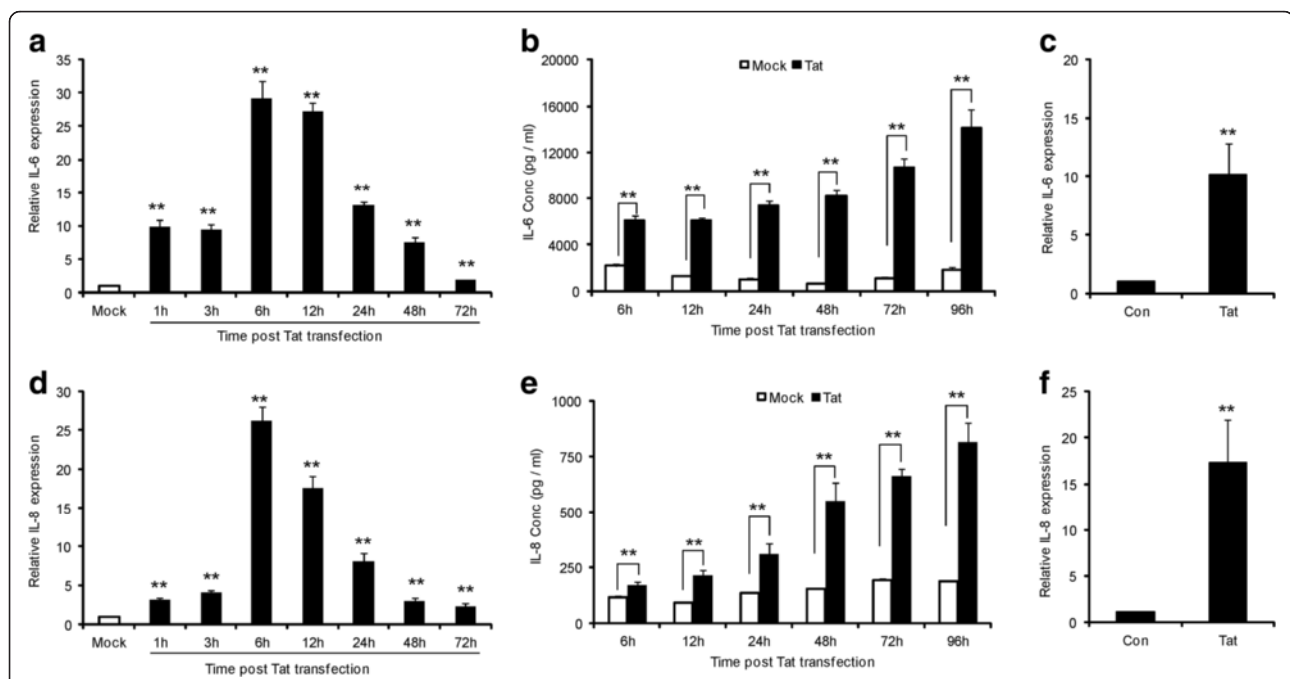 a
Relative IL-6 expression
35
30
25
20
15
10
5
0
**
**
**
**
**
**
**
Mock
1h
3h
6h
12h
24h
48h
72h
Time post Tat transfection
b
IL-6 Conc (pg / ml)
20000
16000
12000
8000
4000
0
Mock
Tat
**
**
**
**
**
**
6h
12h
24h
48h
72h
96h
Time post Tat transfection
c
Relative IL-6 expression
20
15
10
5
0
**
Con
Tat
d
Relative IL-8 expression
30
25
20
15
10
5
0
**
**
**
**
**
**
**
Mock
1h
3h
6h
12h
24h
48h
72h
Time post Tat transfection
e
IL-8 Conc (pg / ml)
1000
750
500
250
0
Mock
Tat
**
**
**
**
**
**
6h
12h
24h
48h
72h
96h
Time post Tat transfection
f
Relative IL-8 expression
25
20
15
10
5
0
**
Con
Tat